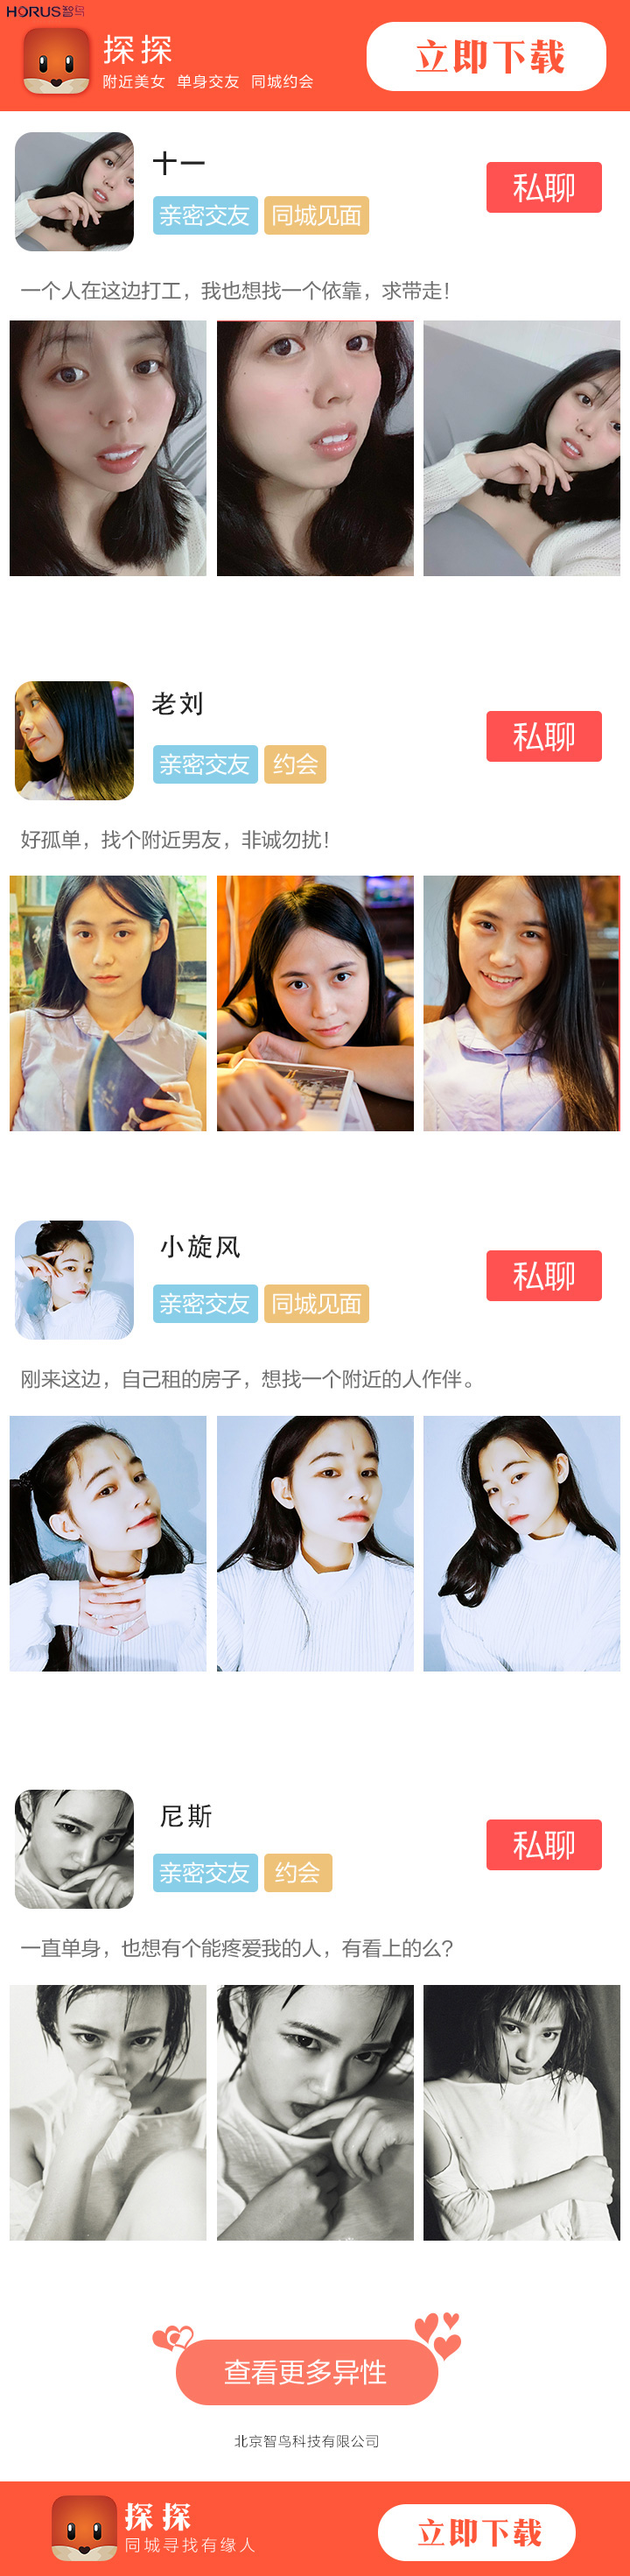 HORUS智鸟
探探
附近美女 单身交友 同城约会
立即下载
十一
亲密交友 同城见面
私聊
一个人在这边打工，我也想找一个依靠，求带走！
老刘
亲密交友 约会
私聊
好孤单，找个附近男友，非诚勿扰！
小旋风
亲密交友 同城见面
私聊
刚来这边，自己租的房子，想找一个附近的人作伴。
尼斯
亲密交友 约会
私聊
一直单身，也想有个能疼爱我的人，有看上的么？
查看更多异性
北京智鸟科技有限公司
探探
同城寻找有缘人
立即下载